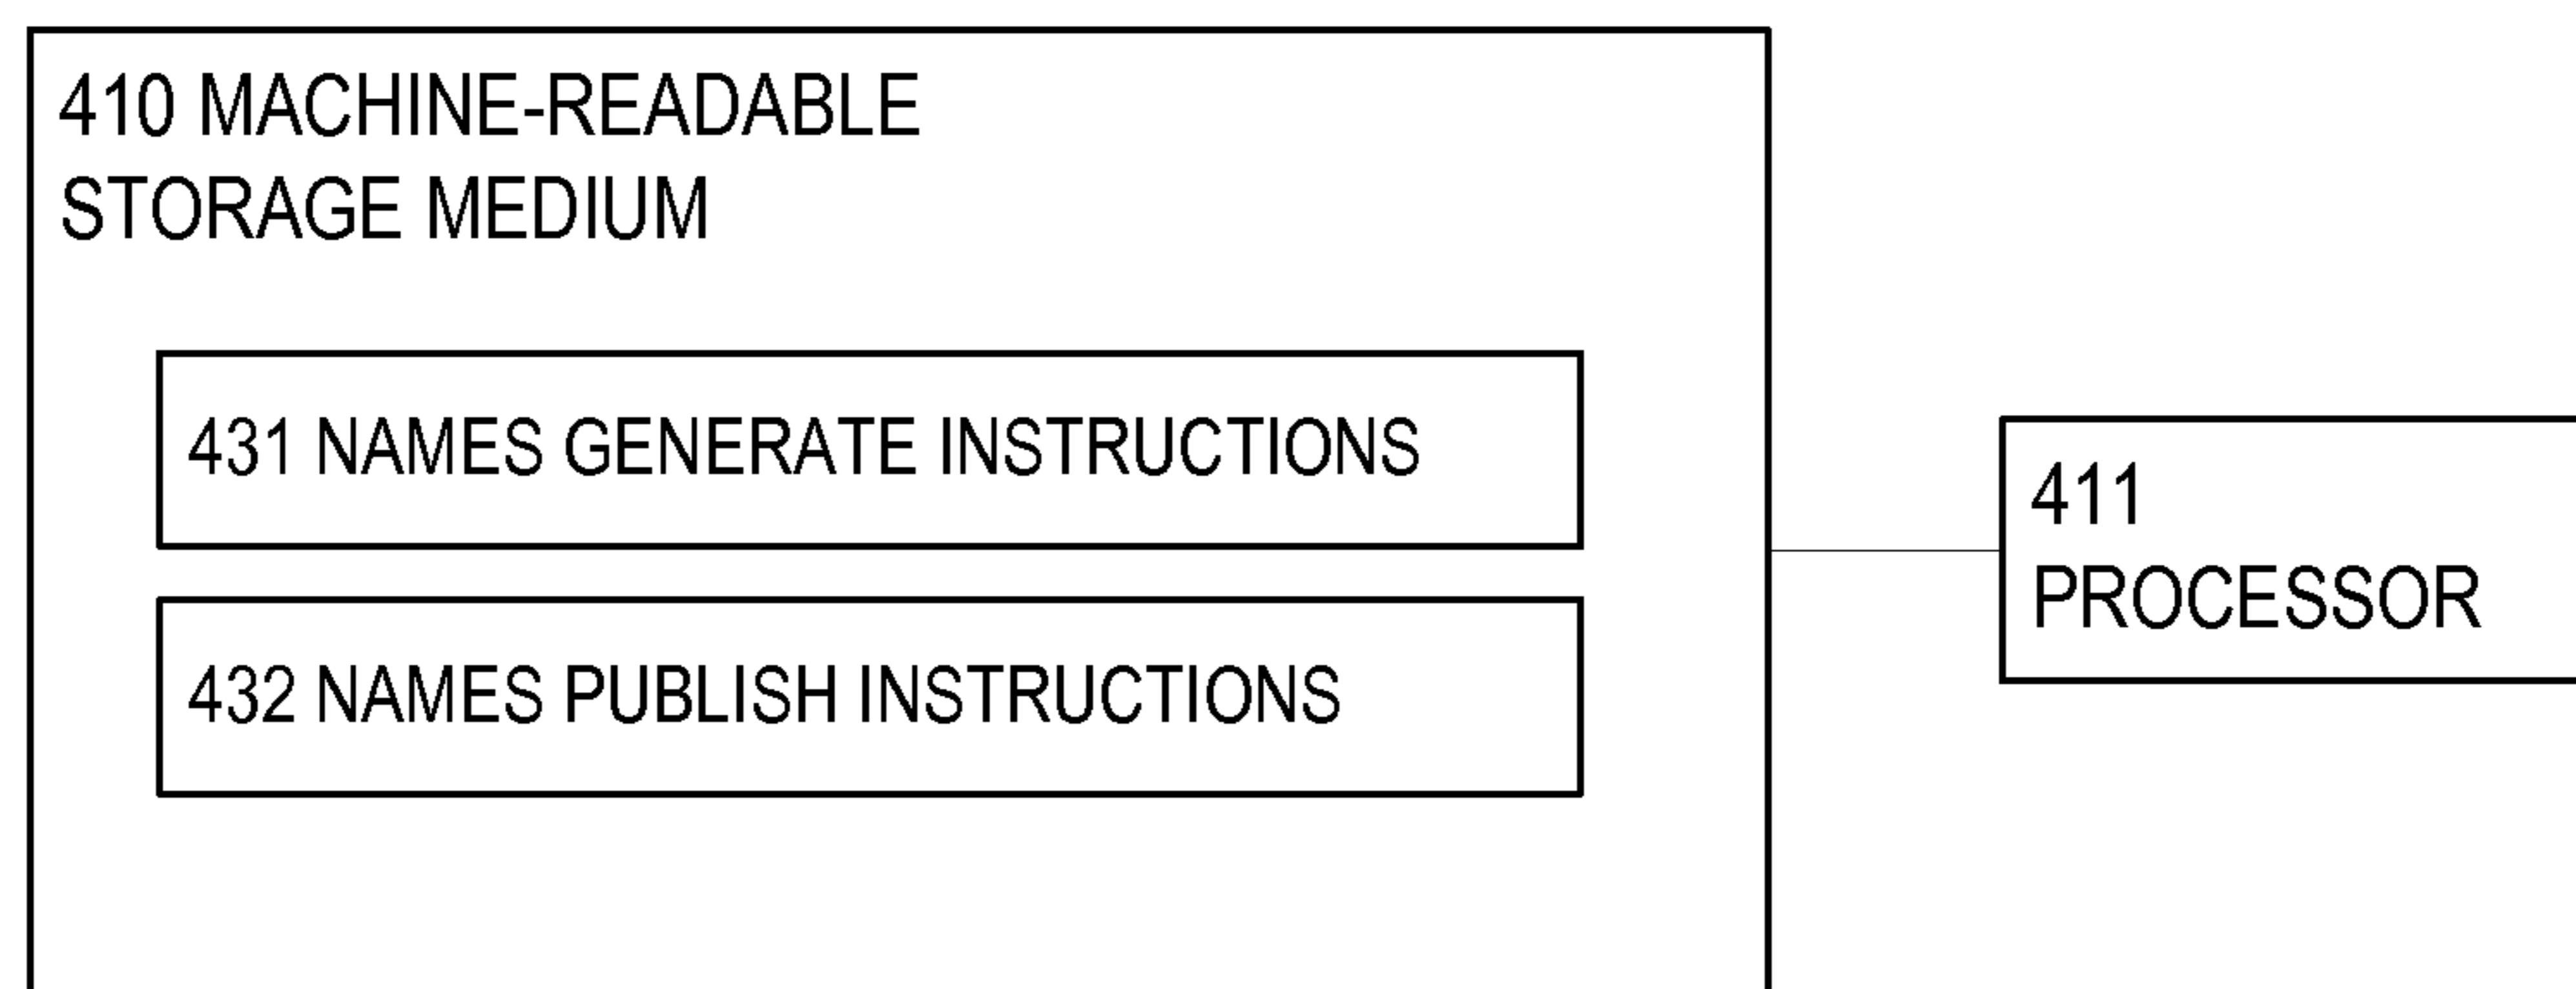 410 MACHINE-READABLE
STORAGE MEDIUM
431 NAMES GENERATE INSTRUCTIONS
432 NAMES PUBLISH INSTRUCTIONS
411
PROCESSOR